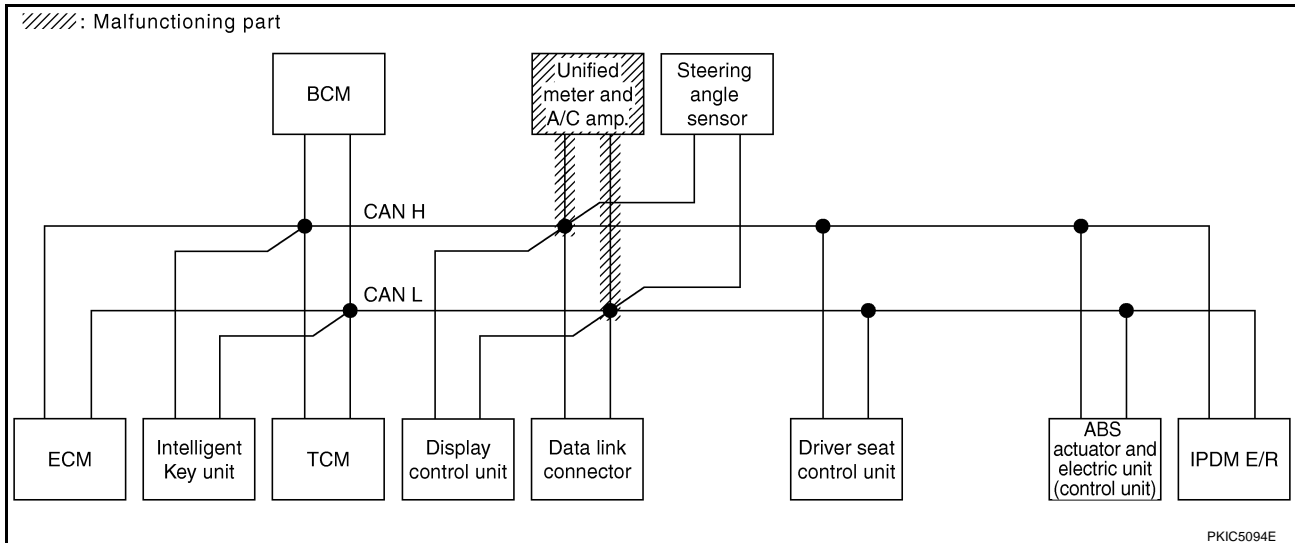 : Malfunctioning part
BCM
Unified
meter and
A/C amp.
Steering
angle
sensor
CAN H
CAN L
ECM
Intelligent
Key unit
TCM
Display
control unit
Data link
connector
Driver seat
control unit
ABS
actuator and
electric unit
(control unit)
IPDM E/R
PKIC5094E